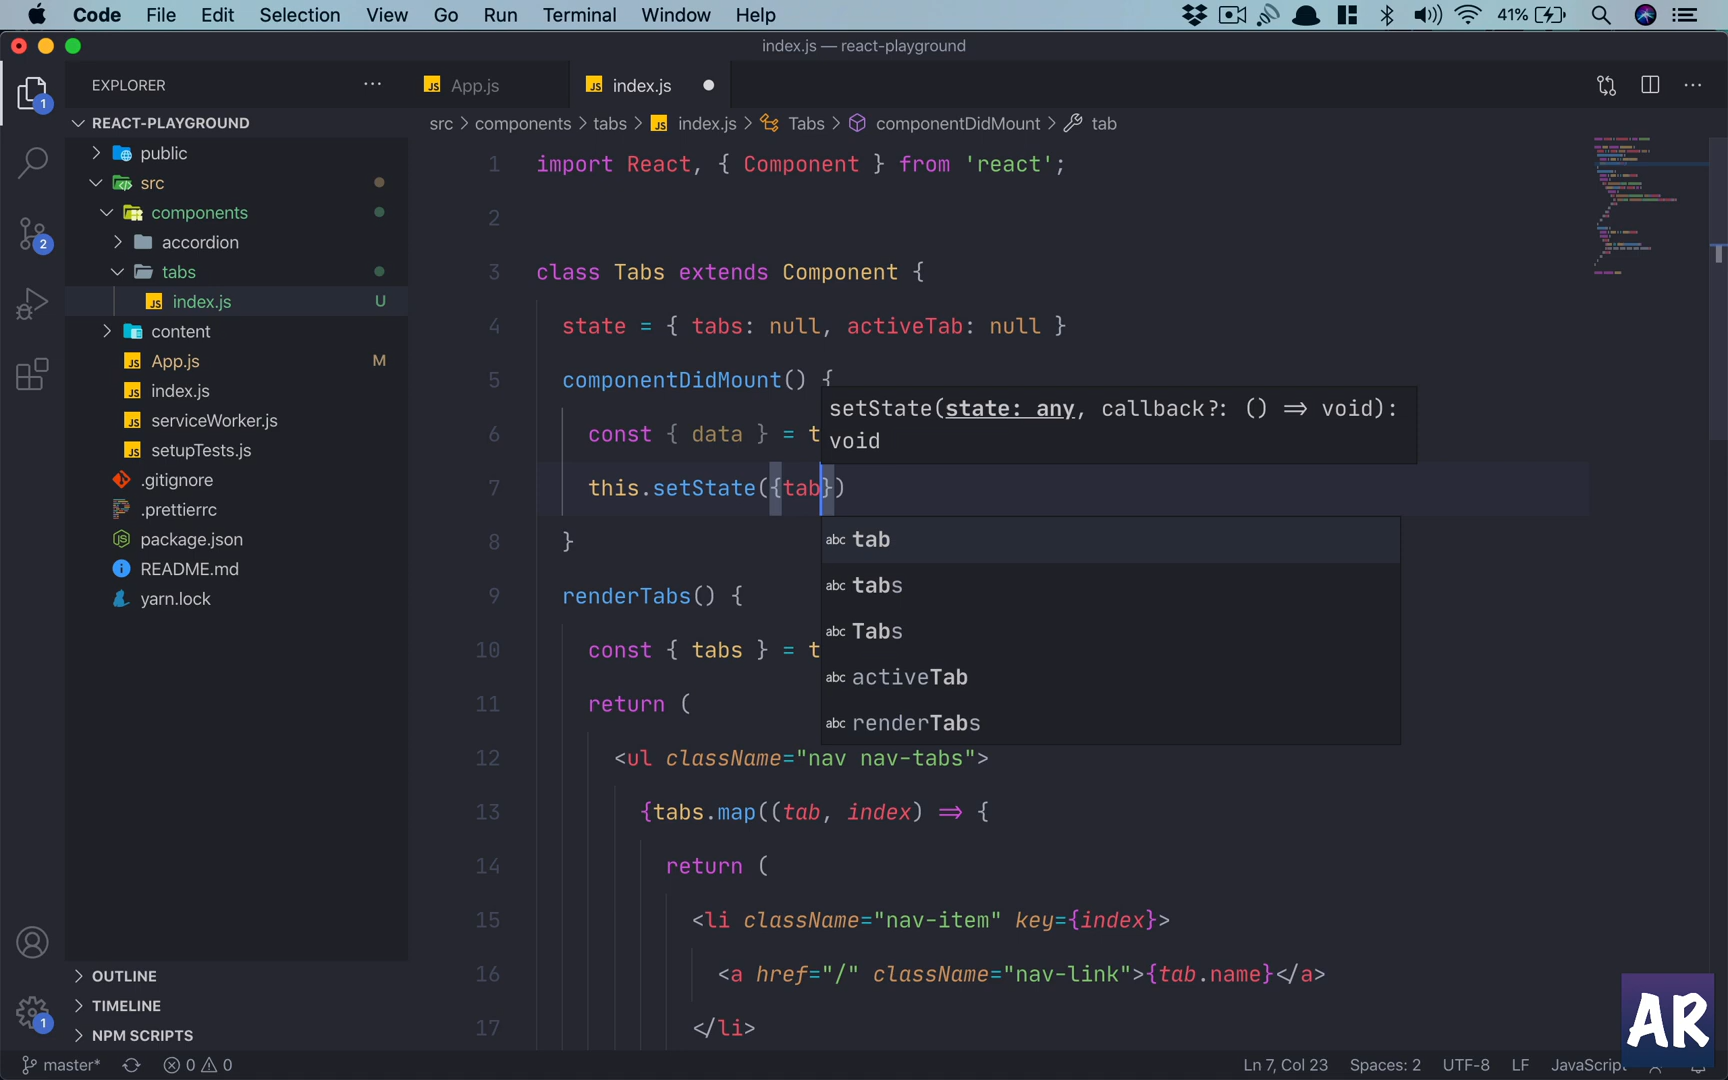 Code File Edit Selection View Go Run Terminal Window Help 41%
index.js — react-playground
EXPLORER
App.js
index.js
src > components > tabs > index.js > Tabs > componentDidMount > tab
1
REACT-PLAYGROUND
public
src
components
accordion
tabs
index.js U
content
App.js M
index.js
serviceWorker.js
setupTests.js
.gitignore
.prettierrc
package.json
README.md
yarn.lock
2
1 import React, { Component } from 'react';
2
3 class Tabs extends Component {
4 state = { tabs: null, activeTab: null }
5 componentDidMount() {
6 const { data } = t
7 this.setState({tab})
8 }
9 renderTabs() {
10 const { tabs } = t
11 return (
12 <ul className="nav nav-tabs">
13 {tabs.map((tab, index) => {
14 return (
15 <li className="nav-item" key={index}>
16 <a href="/" className="nav-link">{tab.name}</a>
17 </li>
setState(state: any, callback?: () => void):
void
abc tab
abc tabs
abc Tabs
abc activeTab
abc renderTabs
OUTLINE
TIMELINE
NPM SCRIPTS
1
AR
master* 0 0 Ln 7, Col 23 Spaces: 2 UTF-8 LF